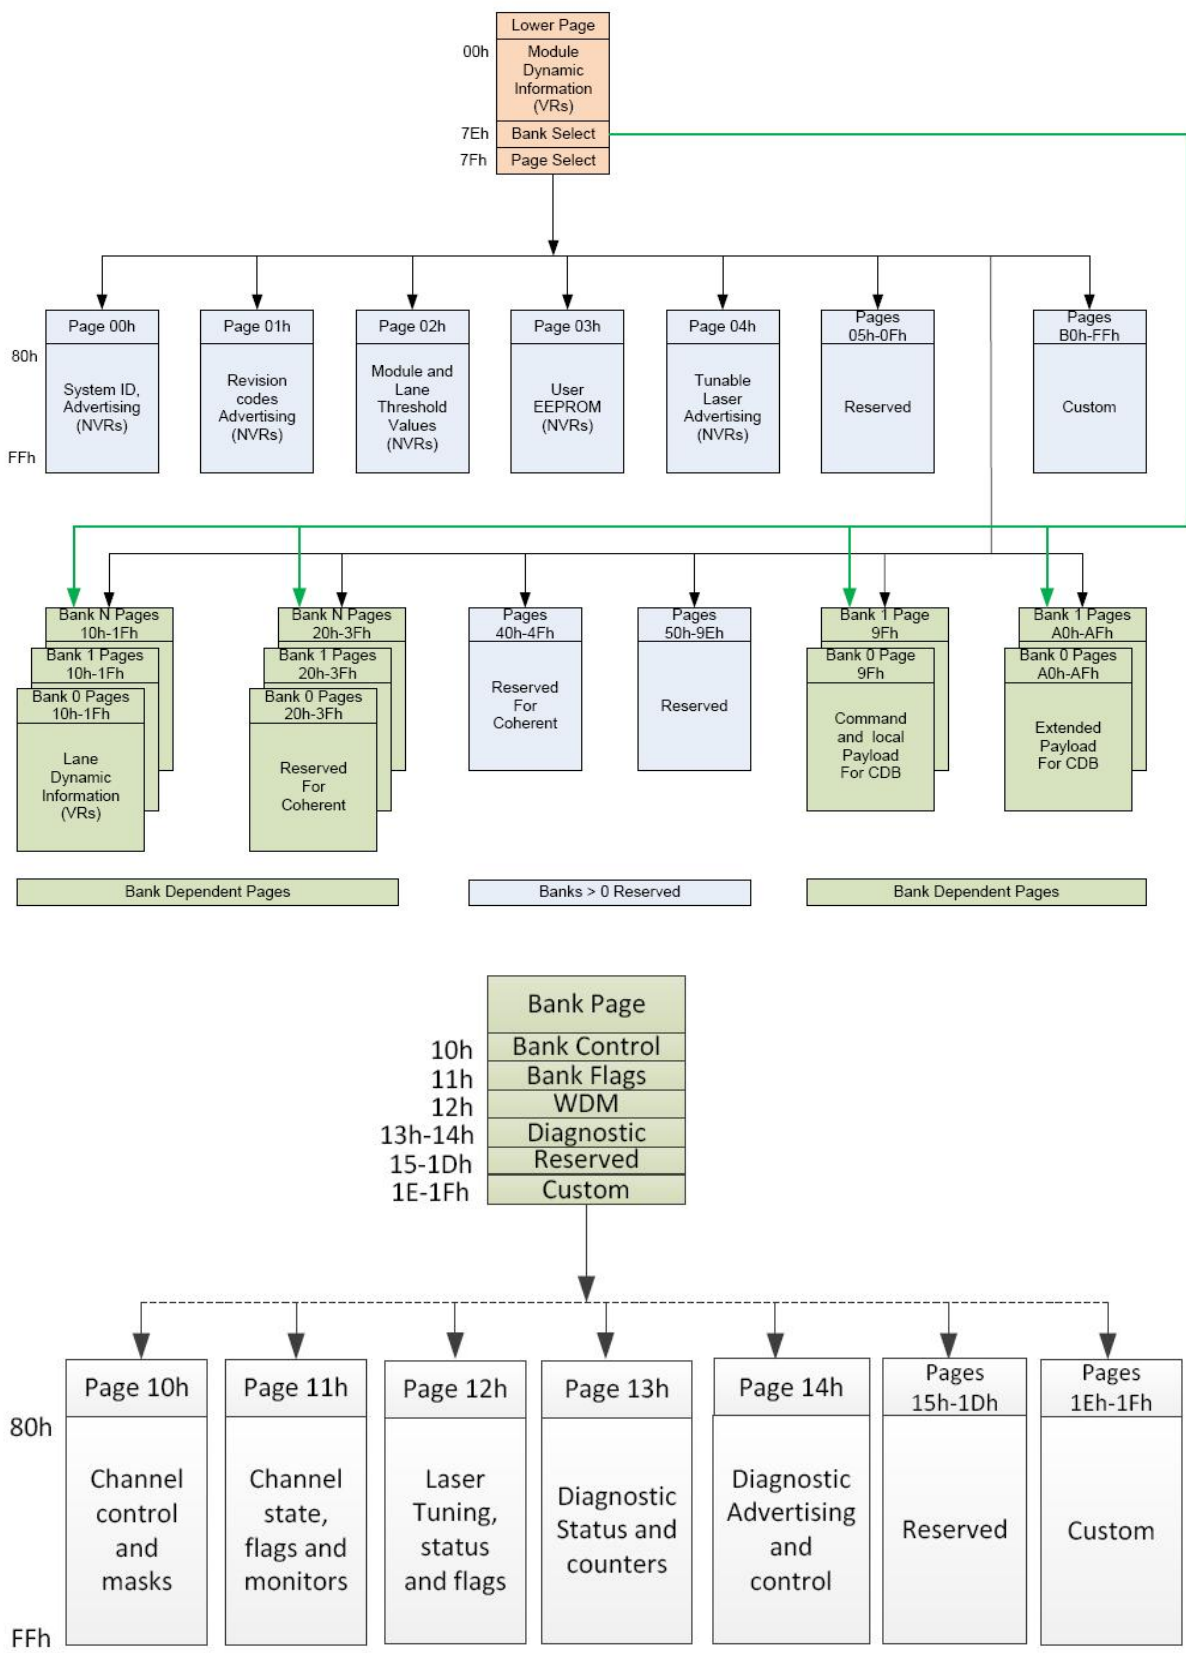 Lower Page
00h
Module
Dynamic
Information
(VRs)
7Eh
Bank Select
7Fh
Page Select
Page 00h
Page 01h
Page 02h
Page 03h
Page 04h
Pages
05h-0Fh
Pages
B0h-FFh
80h
System ID,
Advertising
(NVRs)
Revision
codes
Advertising
(NVRs)
Module and
Lane
Threshold
Values
(NVRs)
User
EEPROM
(NVRs)
Tunable
Laser
Advertising
(NVRs)
Reserved
Custom
FFh
Bank N Pages
10h-1Fh
Bank 1 Pages
10h-1Fh
Bank 0 Pages
10h-1Fh
Lane
Dynamic
Information
(VRs)
Bank N Pages
20h-3Fh
Bank 1 Pages
20h-3Fh
Bank 0 Pages
20h-3Fh
Reserved
For
Coherent
Pages
40h-4Fh
Reserved
For
Coherent
Pages
50h-9Eh
Reserved
Bank 1 Page
9Fh
Bank 0 Page
9Fh
Command
and local
Payload
For CDB
Bank 1 Pages
A0h-AFh
Bank 0 Pages
A0h-AFh
Extended
Payload
For CDB
Bank Dependent Pages
Banks > 0 Reserved
Bank Dependent Pages
Bank Page
10h
Bank Control
11h
Bank Flags
12h
WDM
13h-14h
Diagnostic
15-1Dh
Reserved
1E-1Fh
Custom
Page 10h
Page 11h
Page 12h
Page 13h
Page 14h
Pages
15h-1Dh
Pages
1Eh-1Fh
80h
Channel
control
and
masks
Channel
state,
flags and
monitors
Laser
Tuning,
status
and flags
Diagnostic
Status and
counters
Diagnostic
Advertising
and
control
Reserved
Custom
FFh